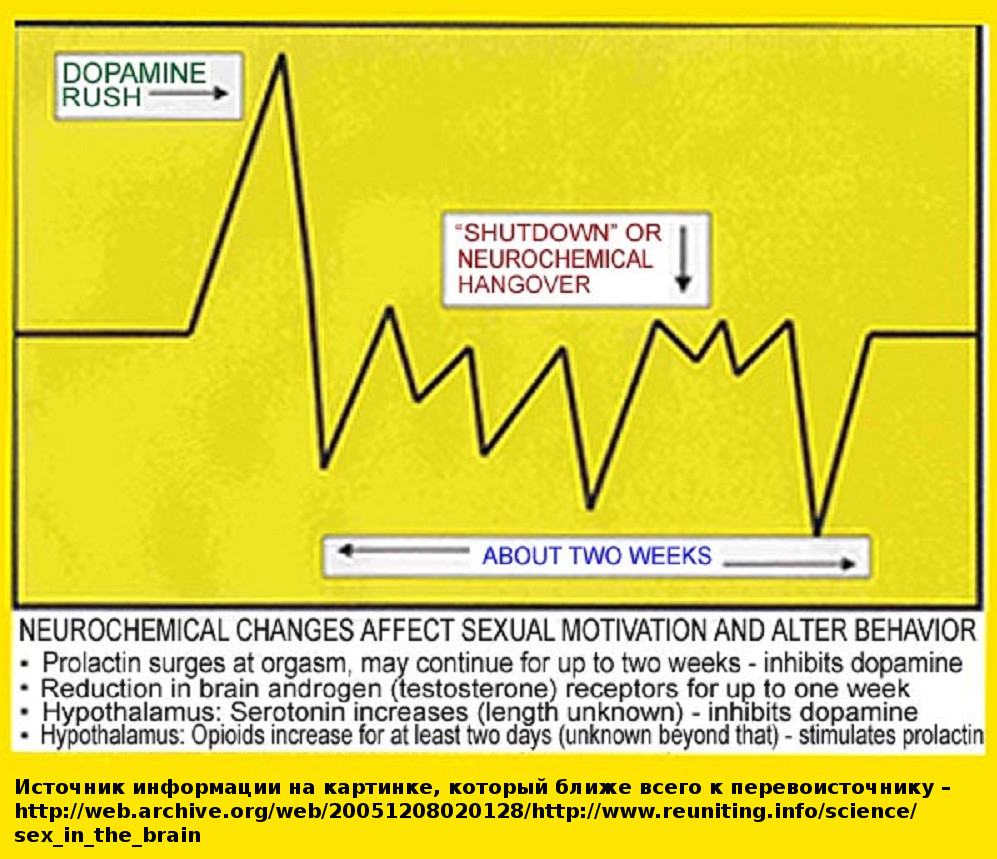 DOPAMINE
RUSH
"SHUTDOWN" OR
NEUROCHEMICAL
HANGOVER
ABOUT TWO WEEKS
NEUROCHEMICAL CHANGES AFFECT SEXUAL MOTIVATION AND ALTER BEHAVIOR
• Prolactin surges at orgasm, may continue for up to two weeks - inhibits dopamine
• Reduction in brain androgen (testosterone) receptors for up to one week
• Hypothalamus: Serotonin increases (length unknown) - inhibits dopamine
• Hypothalamus: Opioids increase for at least two days (unknown beyond that) - stimulates prolactin
Источник информации на картинке, который ближе всего к перевоисточнику –
http://web.archive.org/web/20051208020128/http://www.reuniting.info/science/
sex_in_the_brain